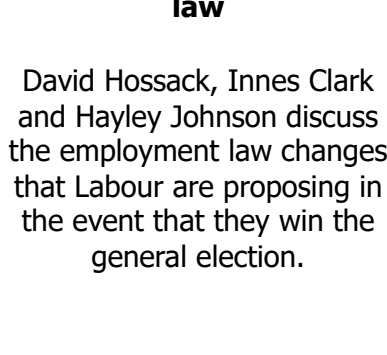 law
David Hossack, Innes Clark
and Hayley Johnson discuss
the employment law changes
that Labour are proposing in
the event that they win the
general election.